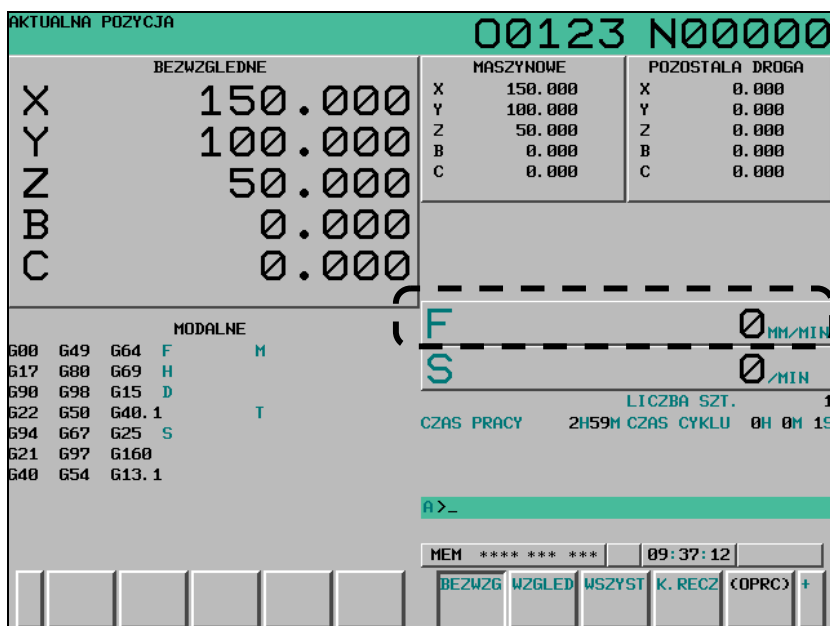 AKTUALNA POZYCJA
O0123 N00000
BEZWZGLEDNE
X 150.000
Y 100.000
Z 50.000
B 0.000
C 0.000
MASZYNOWE
X 150.000
Y 100.000
Z 50.000
B 0.000
C 0.000
POZOSTALA DROGA
X 0.000
Y 0.000
Z 0.000
B 0.000
C 0.000
F 0 MM/MIN
S 0 /MIN
MODALNE
G00 G49 G64 F M
G17 G80 G69 H
G90 G98 G15 D
G22 G50 G40.1 T
G94 G67 G25 S
G21 G97 G160
G40 G54 G13.1
LICZBA SZT. 1
CZAS PRACY 2H59M CZAS CYKLU 0H 0M 1S
A>_
MEM **** *** *** 09:37:12
BEZWZG WZGLED WSZYST K.RECZ (OPRC) +